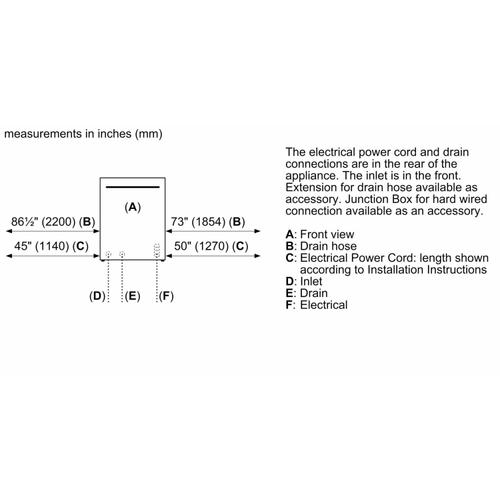 measurements in inches (mm)
(A)
86½" (2200) (B)
73" (1854) (B)
45" (1140) (C)
50" (1270) (C)
(D)
(E)
(F)
The electrical power cord and drain
connections are in the rear of the
appliance. The inlet is in the front.
Extension for drain hose available as
accessory. Junction Box for hard wired
connection available as an accessory.
A: Front view
B: Drain hose
C: Electrical Power Cord: length shown
according to Installation Instructions
D: Inlet
E: Drain
F: Electrical